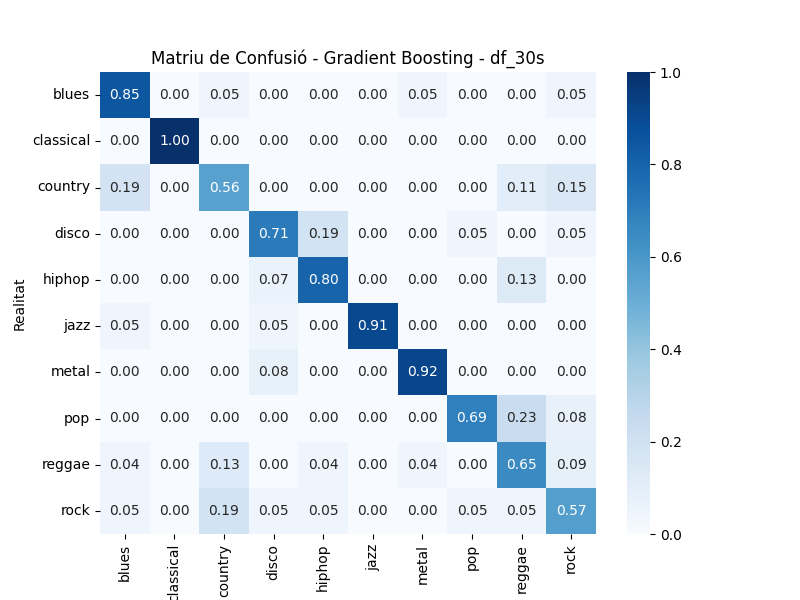 Matriu de Confusió - Gradient Boosting - df_30s
blues 0.85 0.00 0.05 0.00 0.00 0.00 0.05 0.00 0.00 0.05
classical 0.00 1.00 0.00 0.00 0.00 0.00 0.00 0.00 0.00 0.00
country 0.19 0.00 0.56 0.00 0.00 0.00 0.00 0.00 0.11 0.15
disco 0.00 0.00 0.00 0.71 0.19 0.00 0.00 0.05 0.00 0.05
hiphop 0.00 0.00 0.00 0.07 0.80 0.00 0.00 0.00 0.13 0.00
jazz 0.05 0.00 0.00 0.05 0.00 0.91 0.00 0.00 0.00 0.00
metal 0.00 0.00 0.00 0.08 0.00 0.00 0.92 0.00 0.00 0.00
pop 0.00 0.00 0.00 0.00 0.00 0.00 0.00 0.69 0.23 0.08
reggae 0.04 0.00 0.13 0.00 0.04 0.00 0.04 0.00 0.65 0.09
rock 0.05 0.00 0.19 0.05 0.05 0.00 0.00 0.05 0.05 0.57
Realitat
blues classical country disco hiphop jazz metal pop reggae rock
1.0
0.8
0.6
0.4
0.2
0.0